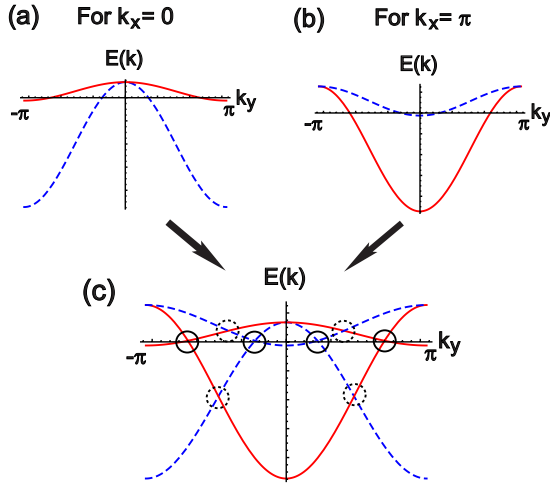 (a) For kx= 0
E(k)
-π π ky
(b) For kx= π
E(k)
-π π ky
(c) E(k)
-π π ky